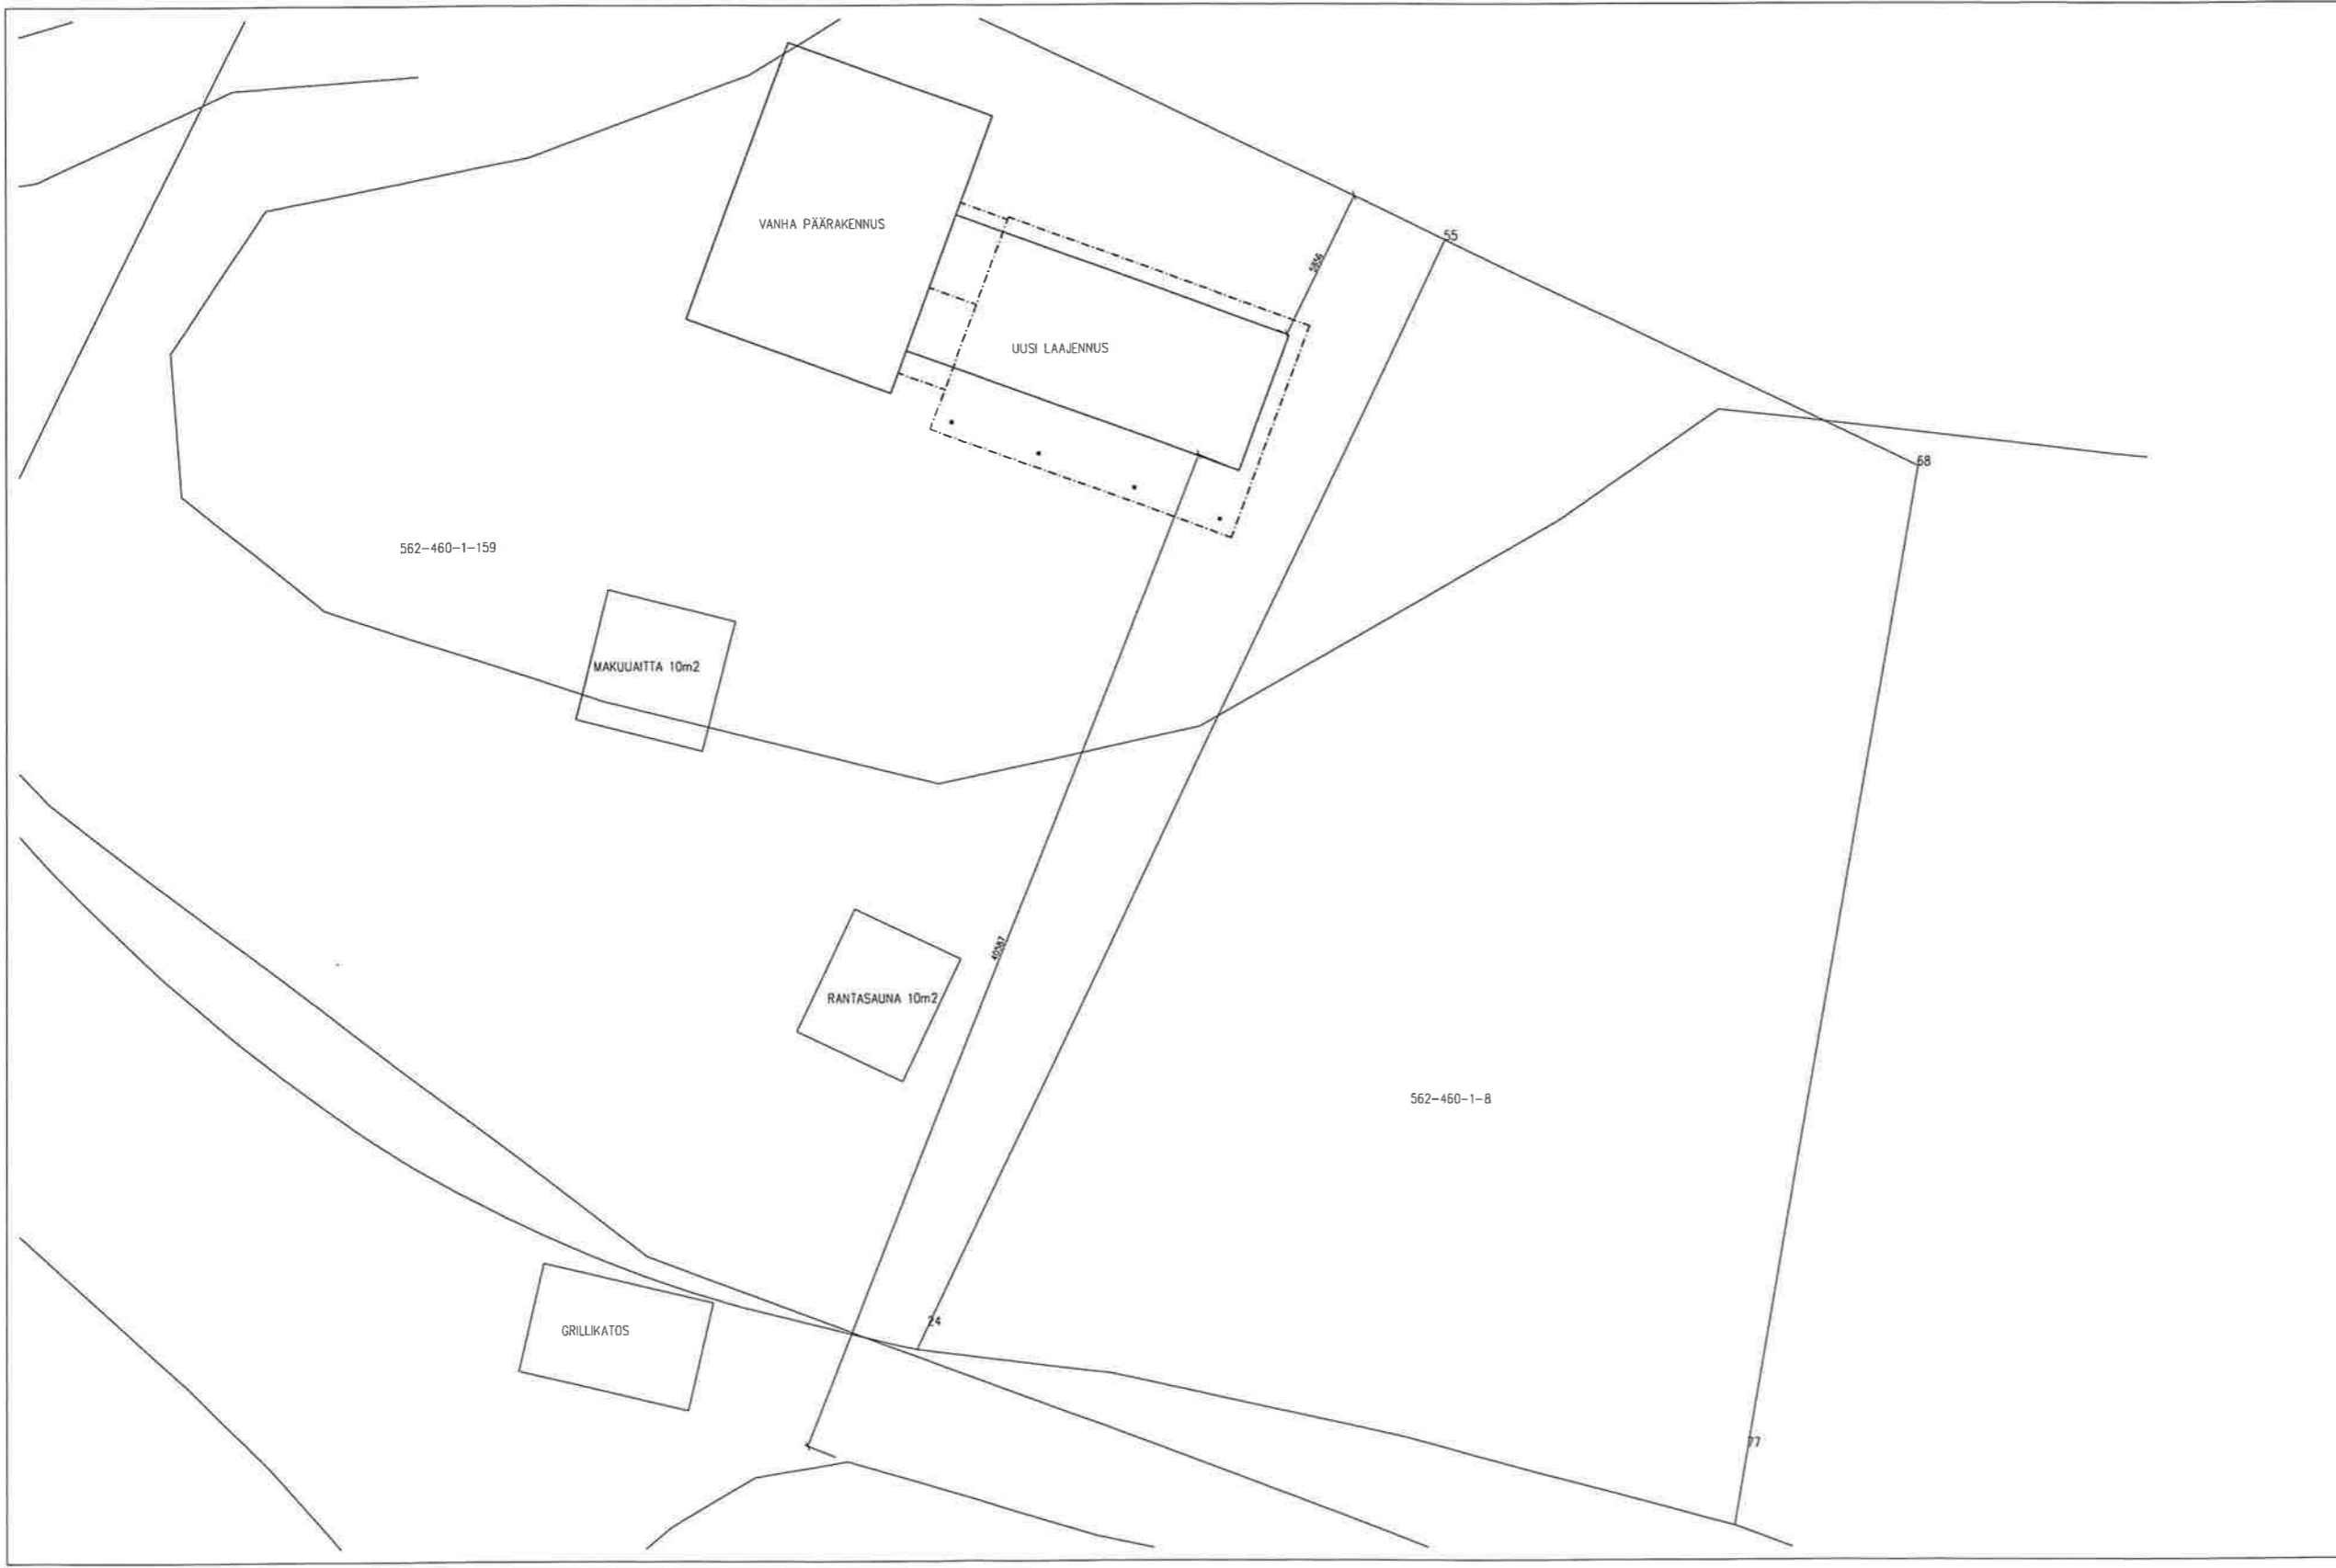 VANHA PÄÄRAKENNUS
55
5856
UUSI LAAJENNUS
68
562-460-1-159
MAKUUAITTA 10m2
40587
RANTASAUNA 10m2
562-460-1-8
24
GRILLIKATOS
77